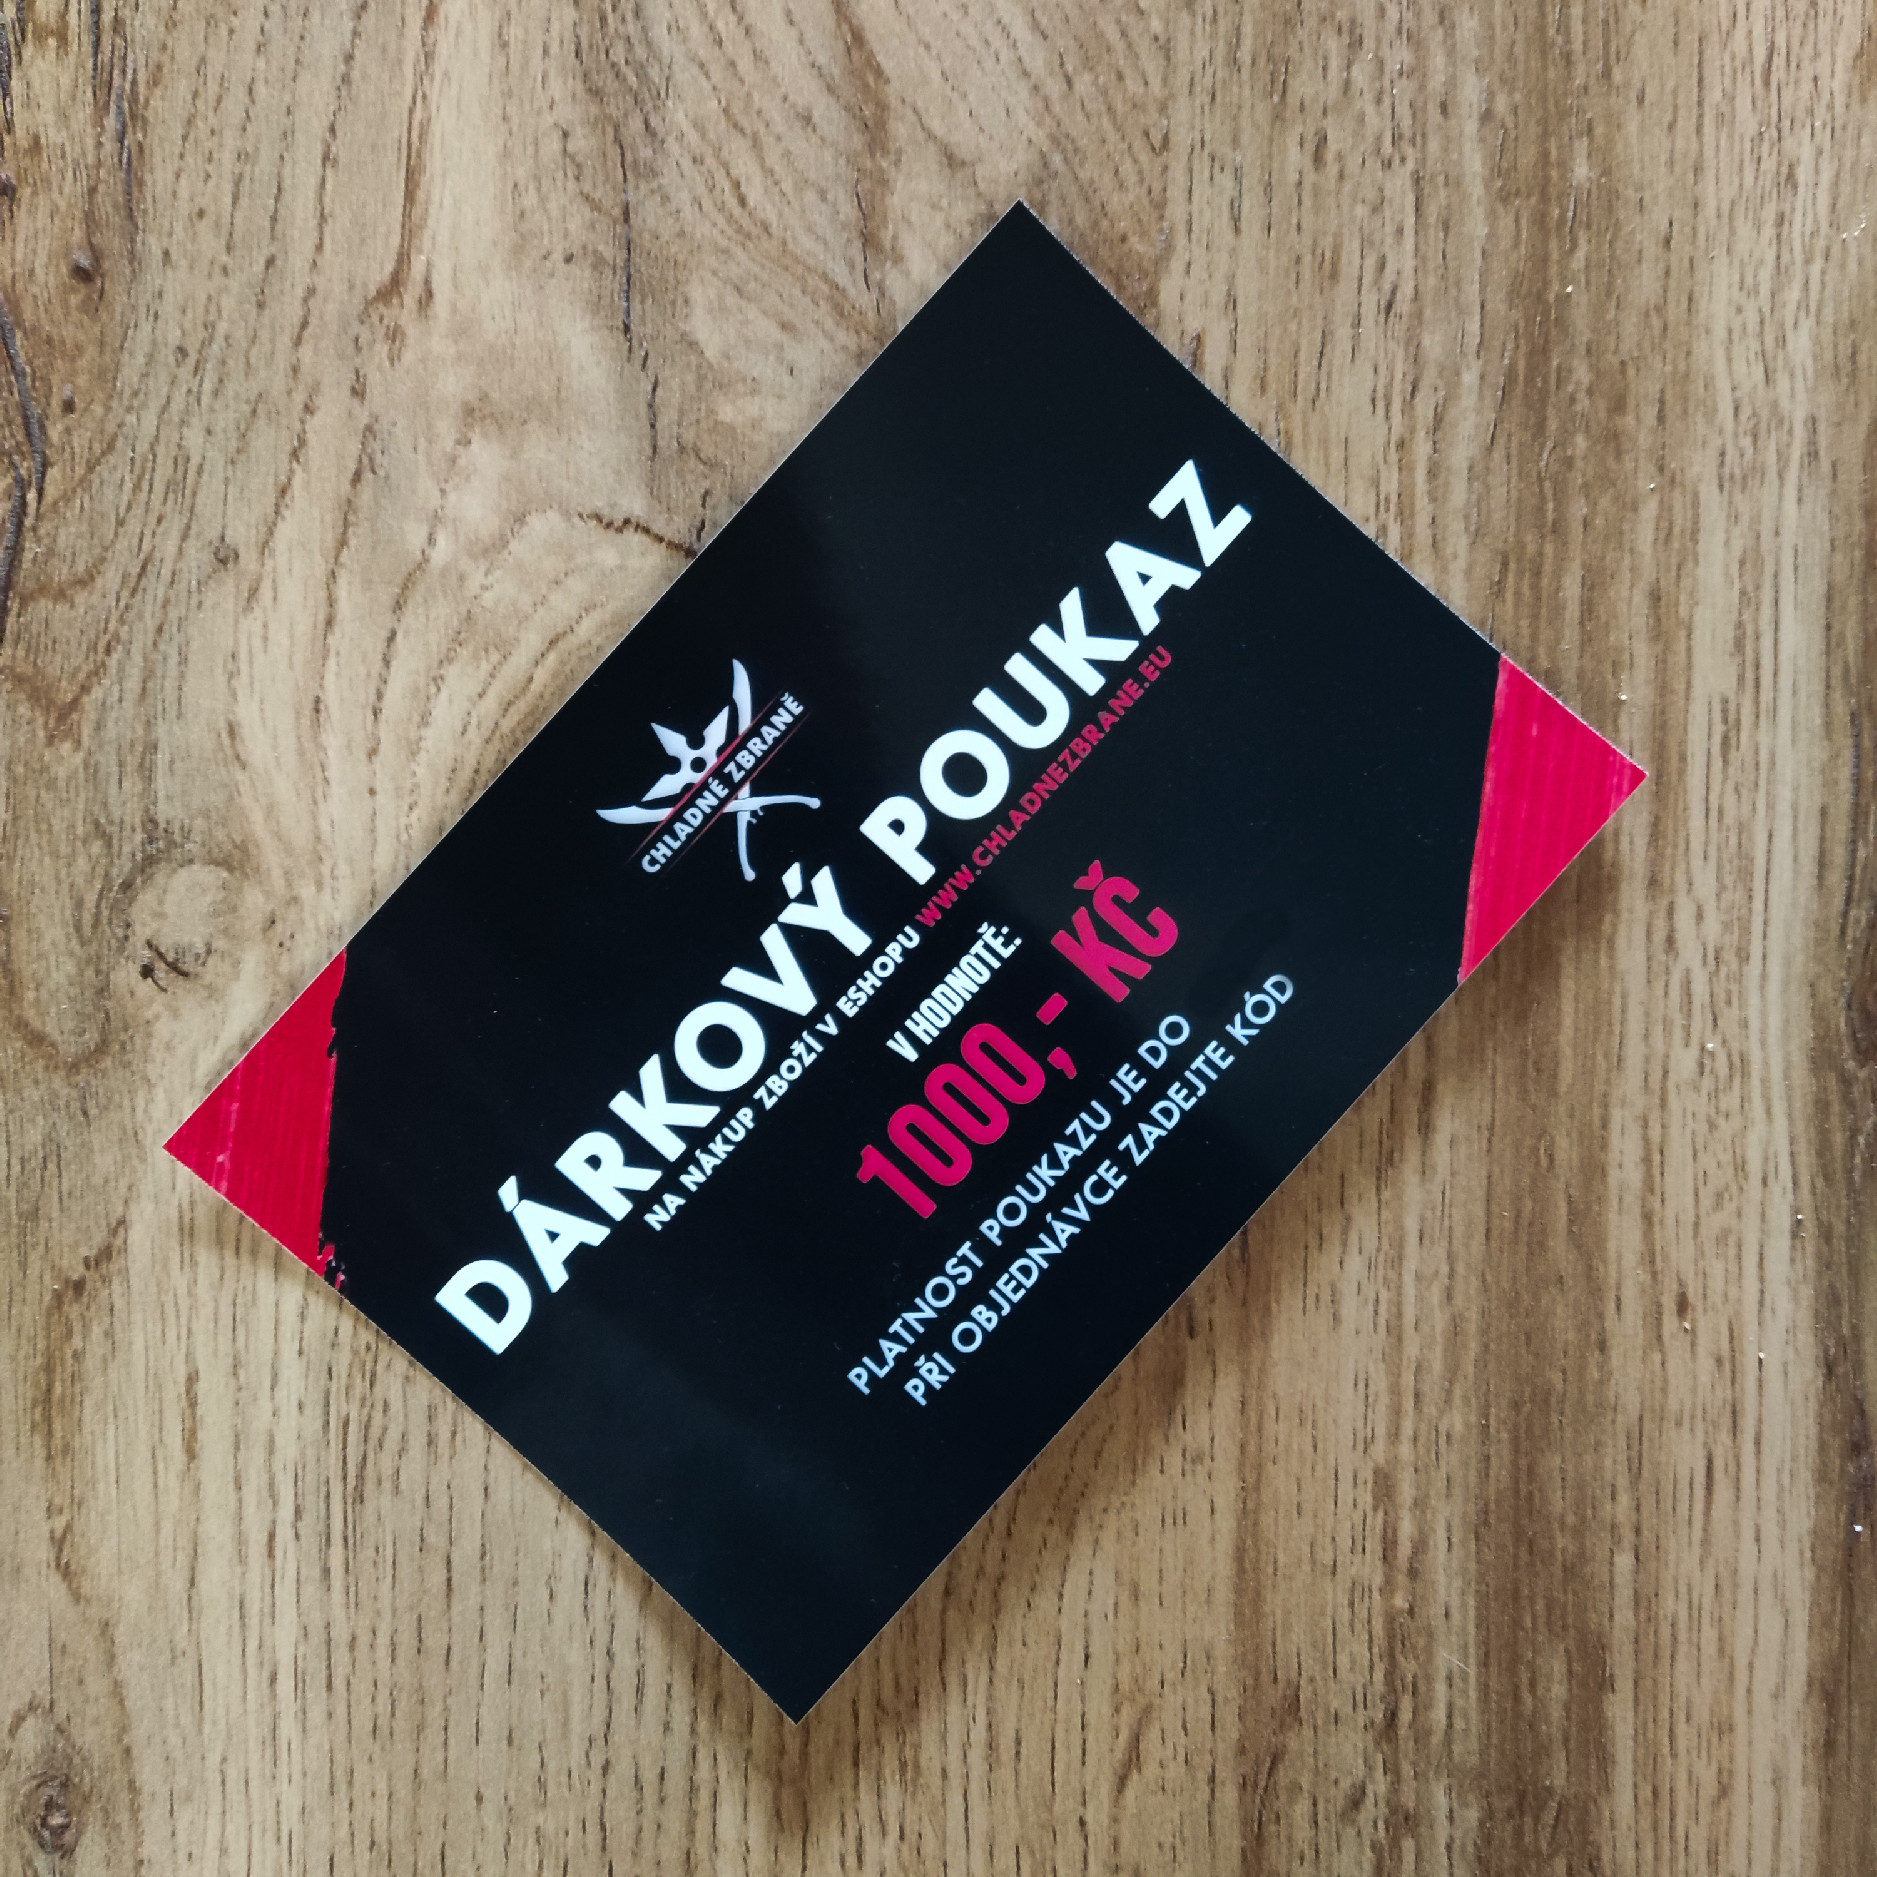 CHLADNÉ ZBRANĚ
DÁRKOVÝ POUKAZ
NA NÁKUP ZBOŽÍ V ESHOPU WWW.CHLADNEZBRANE.EU
V HODNOTĚ:
1000,- KČ
PLATNOST POUKAZU JE DO
PŘI OBJEDNÁVCE ZADEJTE KÓD